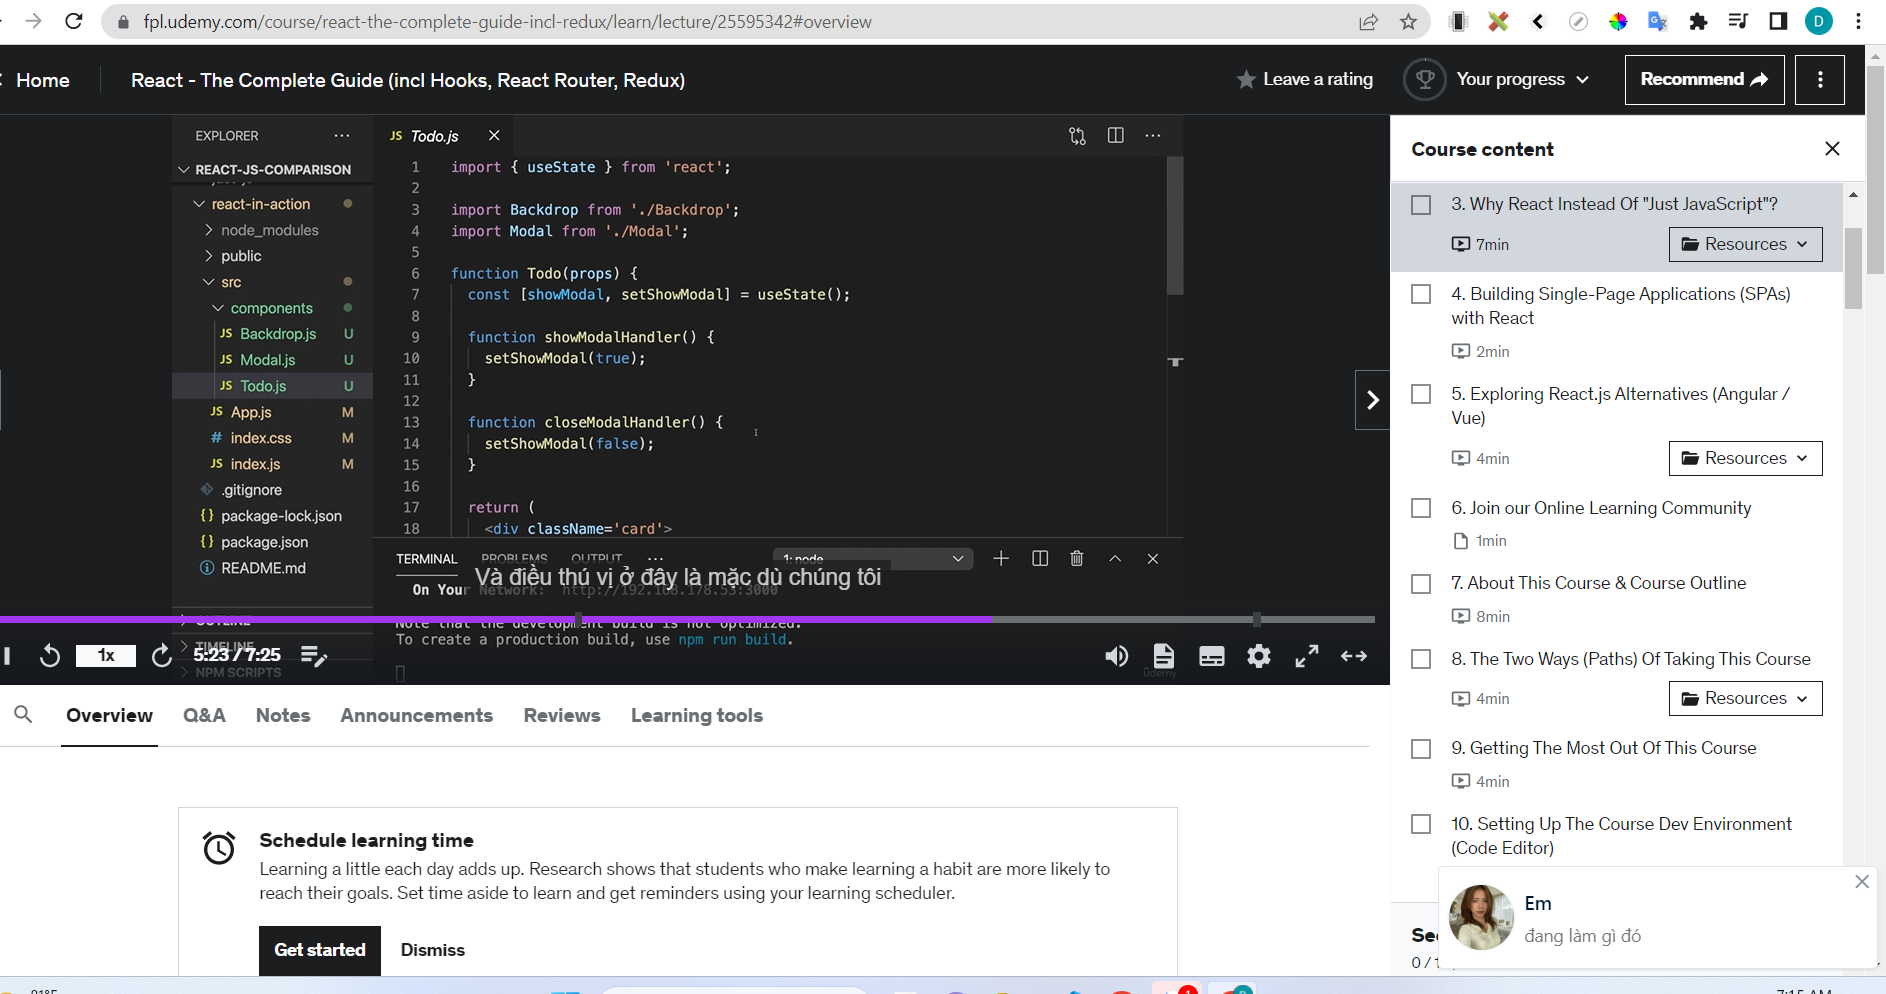 fpl.udemy.com/course/react-the-complete-guide-incl-redux/learn/lecture/25595342#overview
D
Home
React - The Complete Guide (incl Hooks, React Router, Redux)
Leave a rating
Your progress
Recommend
EXPLORER
REACT-JS-COMPARISON
react-in-action
node_modules
public
src
components
JS Backdrop.js U
JS Modal.js U
JS Todo.js U
JS App.js M
# index.css M
JS index.js M
.gitignore
{} package-lock.json
{} package.json
README.md
OUTLINE
TIMELINE
NPM SCRIPTS
JS Todo.js
1 import { useState } from 'react';
2
3 import Backdrop from './Backdrop';
4 import Modal from './Modal';
5
6 function Todo(props) {
7 const [showModal, setShowModal] = useState();
8
9 function showModalHandler() {
10 setShowModal(true);
11 }
12
13 function closeModalHandler() {
14 setShowModal(false);
15 }
16
17 return (
18 <div className='card'>
TERMINAL PROBLEMS OUTPUT ... 1: node
Và điều thú vị ở đây là mặc dù chúng tôi
On Your Network: http://192.168.178.53:3000
Note that the development build is not optimized.
To create a production build, use npm run build.
1x
5:23 / 7:25
udemy
Overview
Q&A
Notes
Announcements
Reviews
Learning tools
Schedule learning time
Learning a little each day adds up. Research shows that students who make learning a habit are more likely to
reach their goals. Set time aside to learn and get reminders using your learning scheduler.
Get started
Dismiss
Course content
3. Why React Instead Of "Just JavaScript"?
7min
Resources
4. Building Single-Page Applications (SPAs)
with React
2min
5. Exploring React.js Alternatives (Angular /
Vue)
4min
Resources
6. Join our Online Learning Community
1min
7. About This Course & Course Outline
8min
8. The Two Ways (Paths) Of Taking This Course
4min
Resources
9. Getting The Most Out Of This Course
4min
10. Setting Up The Course Dev Environment
(Code Editor)
Em
đang làm gì đó